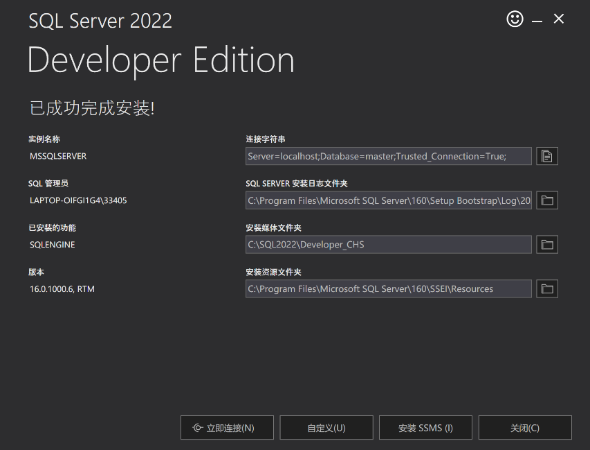 SQL Server 2022
Developer Edition
已成功完成安装!
实例名称
MSSQLSERVER
连接字符串
Server=localhost;Database=master;Trusted_Connection=True;
SQL 管理员
LAPTOP-OIFGI1G4\33405
SQL SERVER 安装日志文件夹
C:\Program Files\Microsoft SQL Server\160\Setup Bootstrap\Log\20
已安装的功能
SQLENGINE
安装媒体文件夹
C:\SQL2022\Developer_CHS
版本
16.0.1000.6, RTM
安装资源文件夹
C:\Program Files\Microsoft SQL Server\160\SSEI\Resources
立即连接(N)
自定义(U)
安装 SSMS (I)
关闭(C)